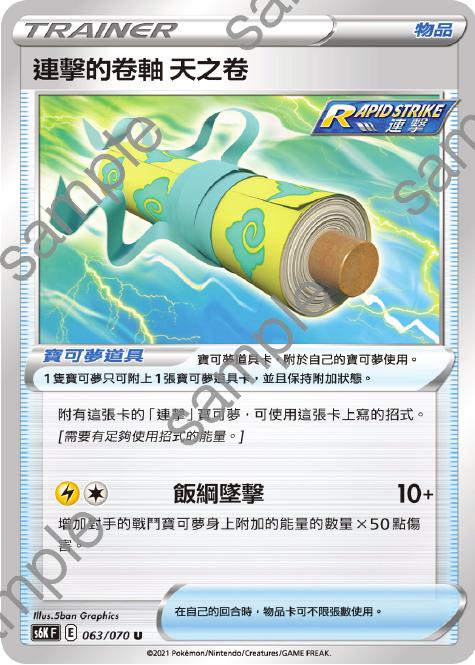 TRAINER 物品
連擊的卷軸 天之卷
RAPID STRIKE
連擊
寶可夢道具 寶可夢道具卡，附於自己的寶可夢使用。
1隻寶可夢只可附上1張寶可夢道具卡，並且保持附加狀態。
附有這張卡的「連擊」寶可夢，可使用這張卡上寫的招式。
[需要有足夠使用招式的能量。]
飯綱墜擊 10+
增加對手的戰鬥寶可夢身上附加的能量的數量×50點傷
害。
Illus.5ban Graphics
在自己的回合時，物品卡可不限張數使用。
s6K F E 063/070 U
©2021 Pokémon/Nintendo/Creatures/GAME FREAK.
sample
sample
sample
sample
sample
sample